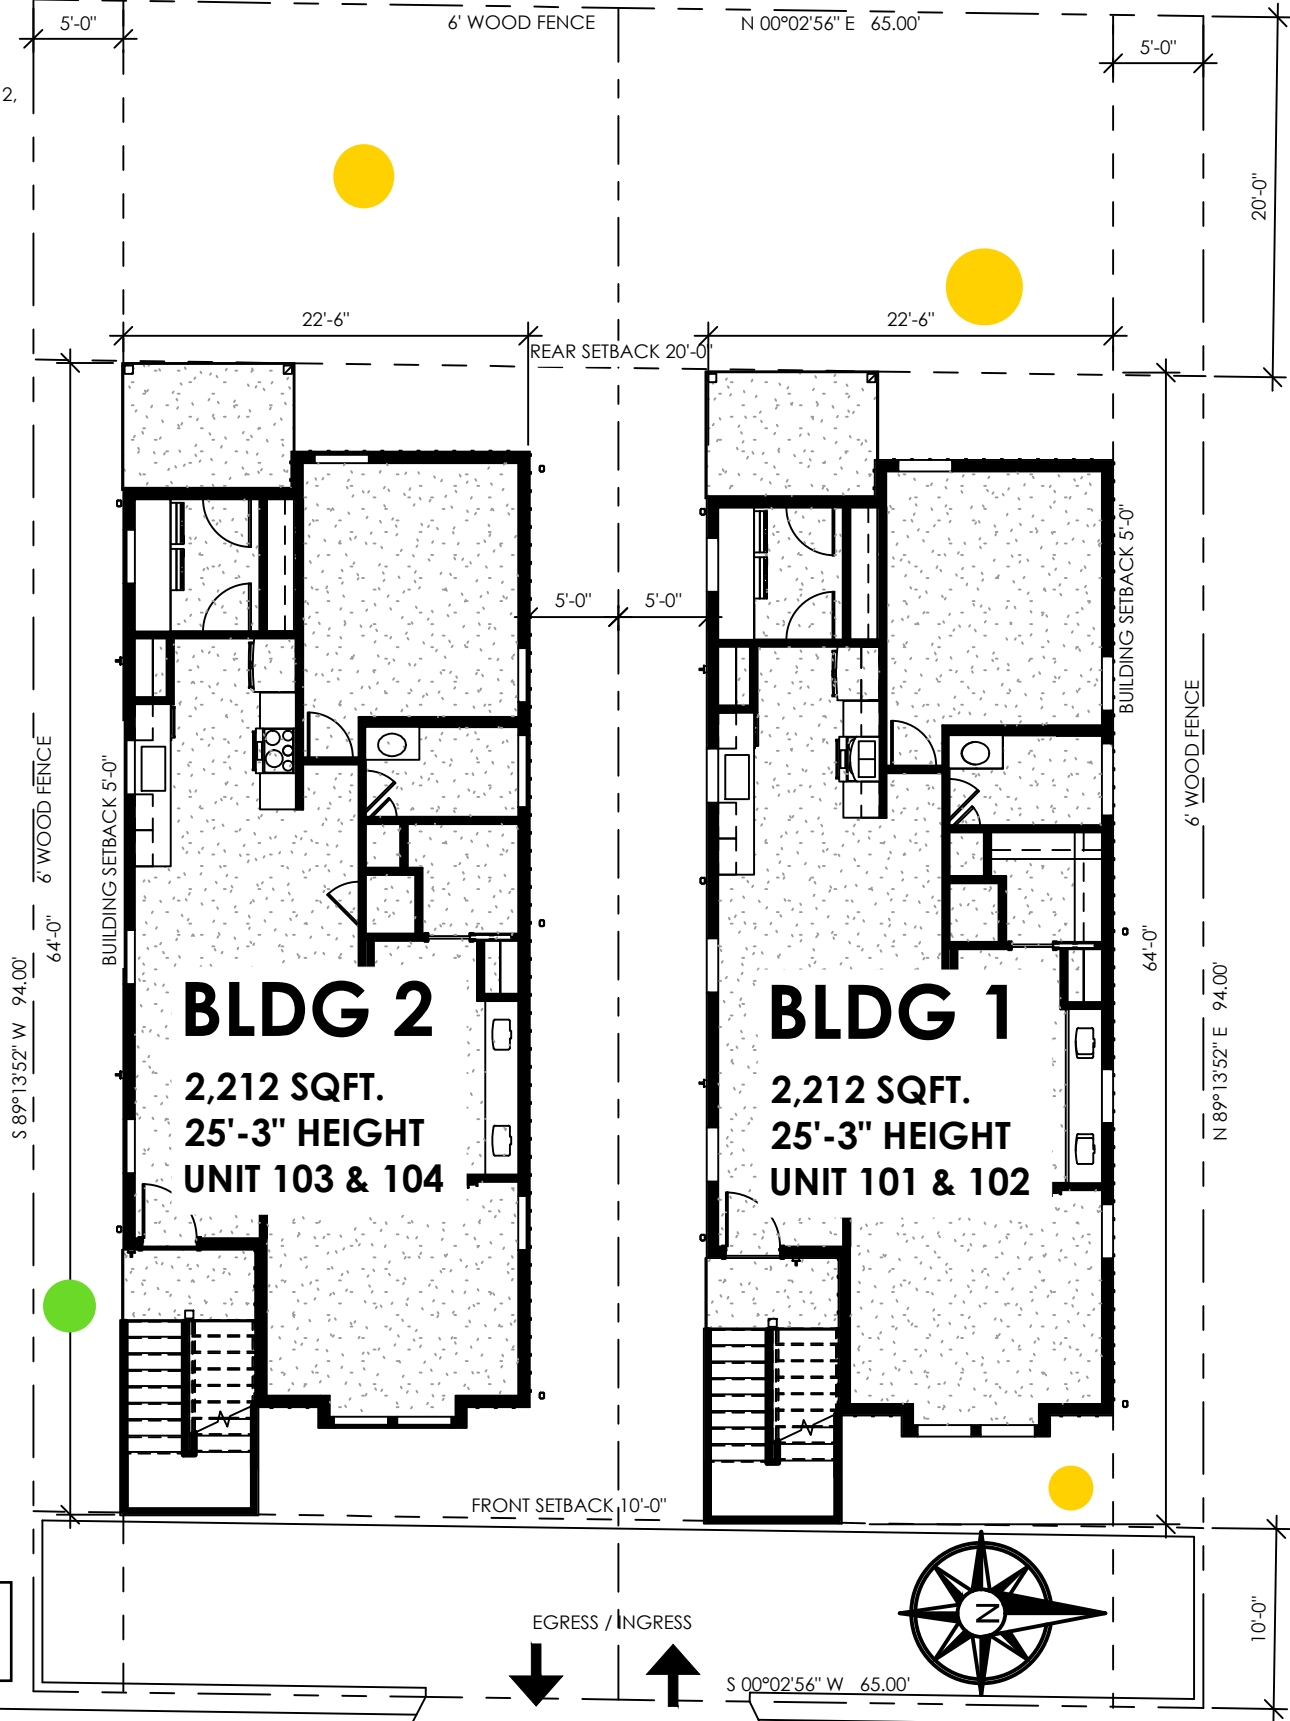 5'-0"
6' WOOD FENCE
N 00°02'56" E 65.00'
5'-0"
2,
20'-0"
22'-6"
22'-6"
REAR SETBACK 20'-0"
5'-0"
5'-0"
BUILDING SETBACK 5'-0"
6' WOOD FENCE
6' WOOD FENCE
BUILDING SETBACK 5'-0"
64'-0"
64'-0"
S 89°13'52" W 94.00'
N 89°13'52" E 94.00'
BLDG 2
2,212 SQFT.
25'-3" HEIGHT
UNIT 103 & 104
BLDG 1
2,212 SQFT.
25'-3" HEIGHT
UNIT 101 & 102
FRONT SETBACK 10'-0"
EGRESS / INGRESS
N
10'-0"
S 00°02'56" W 65.00'